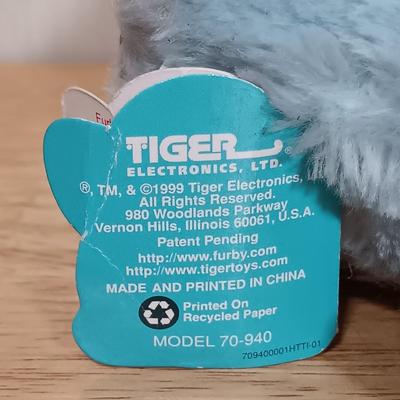 TIGER®
ELECTRONICS, LTD.
®, TM, & ©1999 Tiger Electronics,
All Rights Reserved.
980 Woodlands Parkway
Vernon Hills, Illinois 60061, U.S.A.
Patent Pending
http://www.furby.com/
http://www.tigertoys.com/
MADE AND PRINTED IN CHINA
Printed On
Recycled Paper
MODEL 70-940
709400001HTTI-01